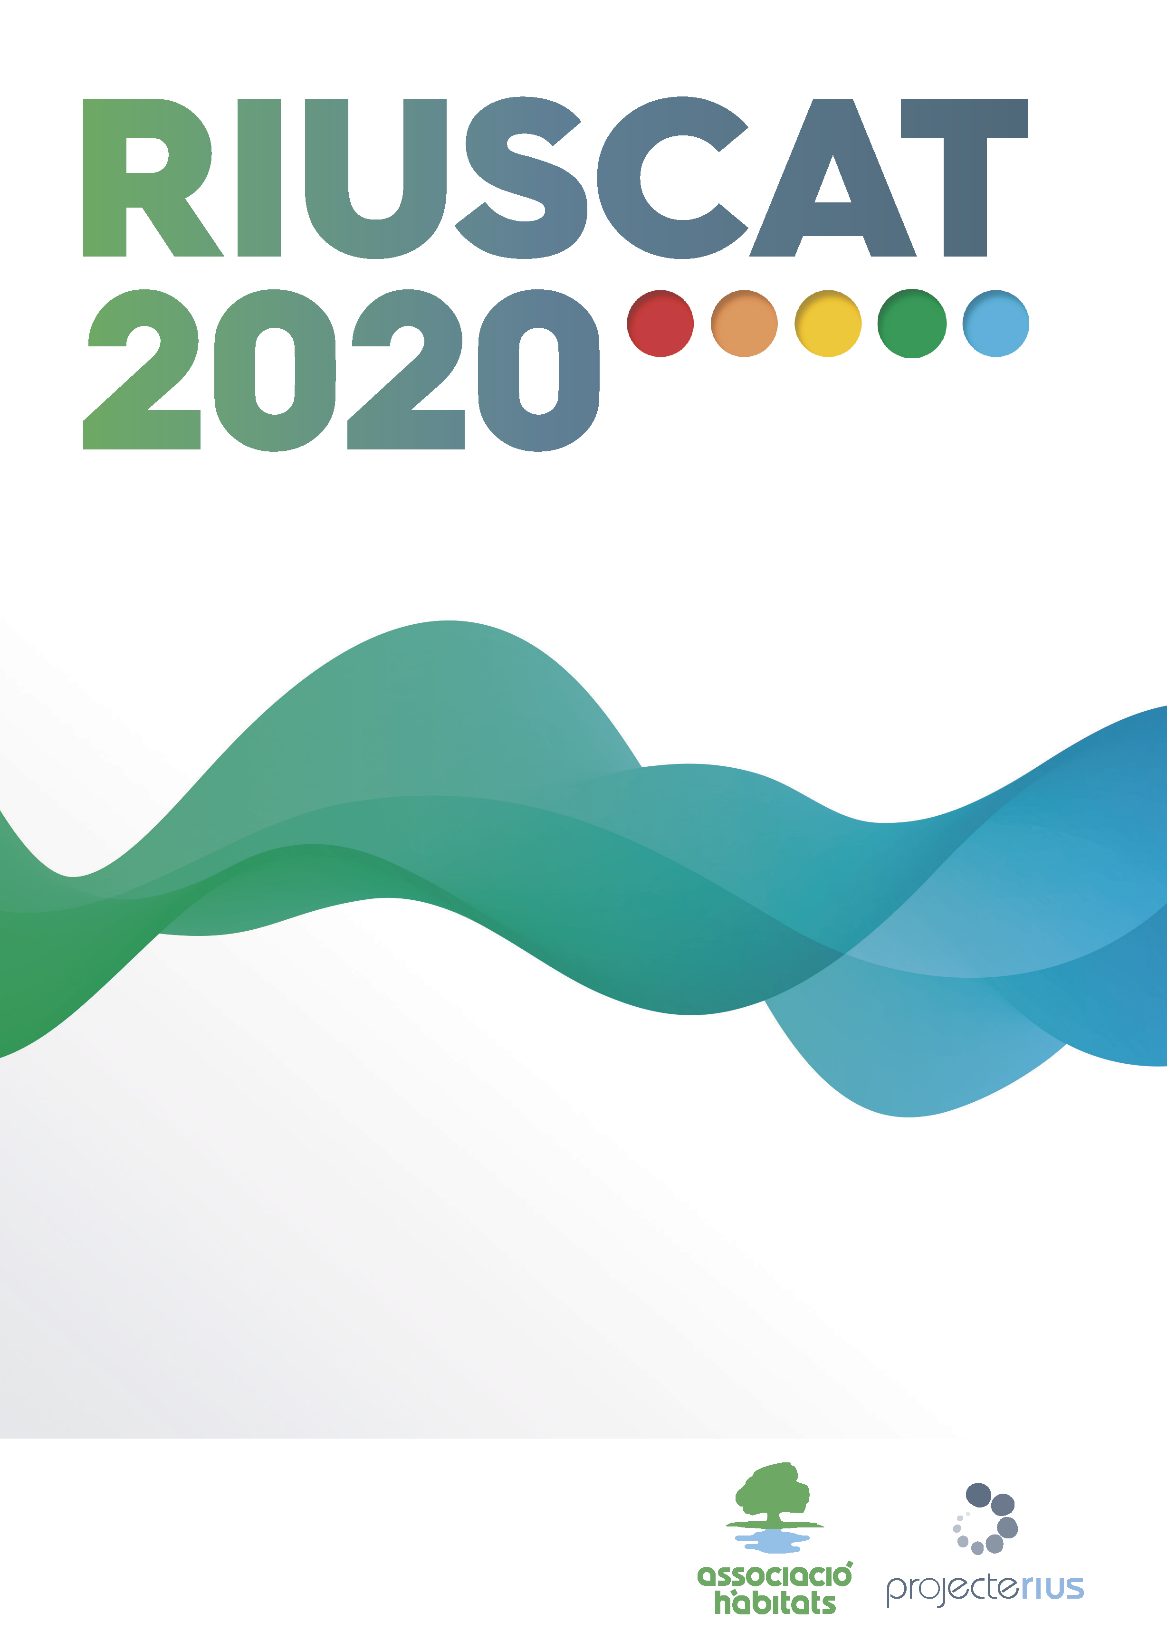 RIUSCAT
2020
associació
hàbitats
projecterius